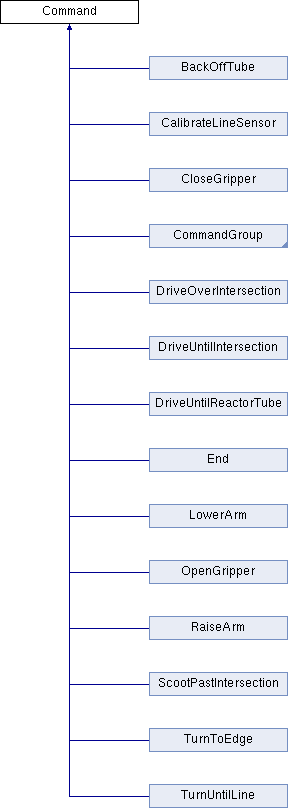 Command
BackOffTube
CalibrateLineSensor
CloseGripper
CommandGroup
DriveOverIntersection
DriveUntilIntersection
DriveUntilReactorTube
End
LowerArm
OpenGripper
RaiseArm
ScootPastIntersection
TurnToEdge
TurnUntilLine